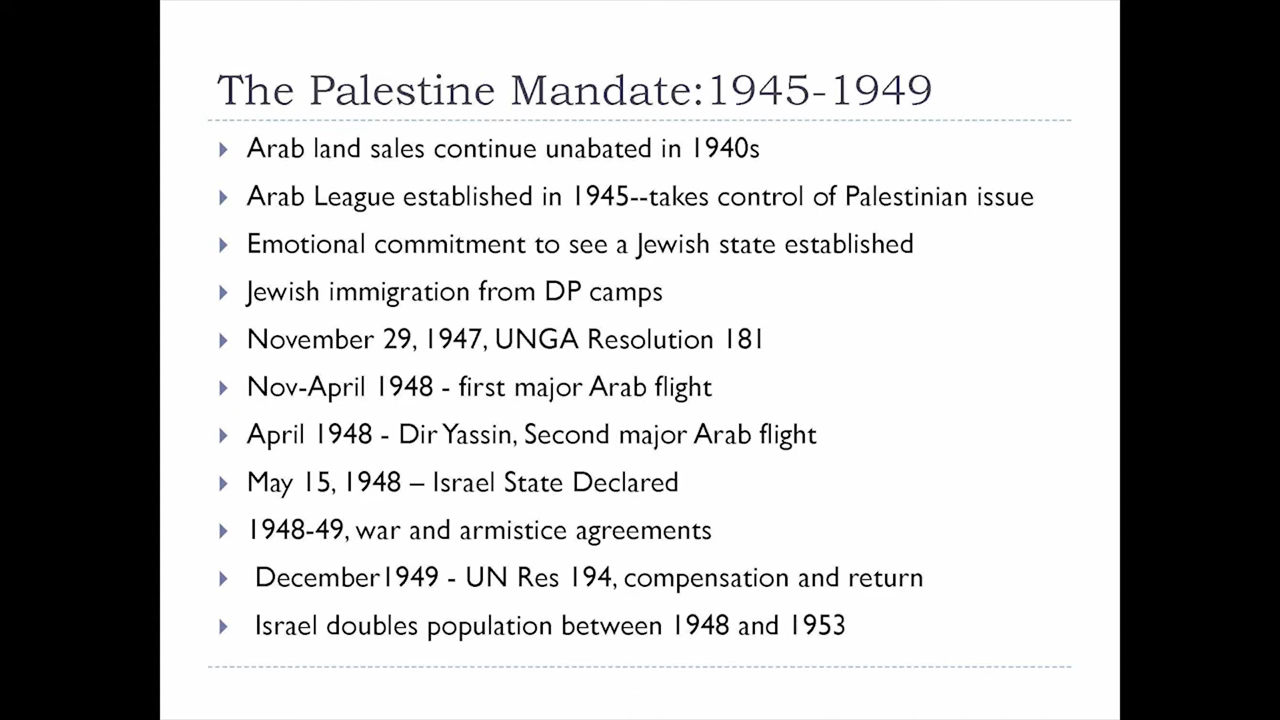 The Palestine Mandate:1945-1949
Arab land sales continue unabated in 1940s
Arab League established in 1945--takes control of Palestinian issue
Emotional commitment to see a Jewish state established
Jewish immigration from DP camps
November 29, 1947, UNGA Resolution 181
Nov-April 1948 - first major Arab flight
April 1948 - Dir Yassin, Second major Arab flight
May 15, 1948 – Israel State Declared
1948-49, war and armistice agreements
December1949 - UN Res 194, compensation and return
Israel doubles population between 1948 and 1953